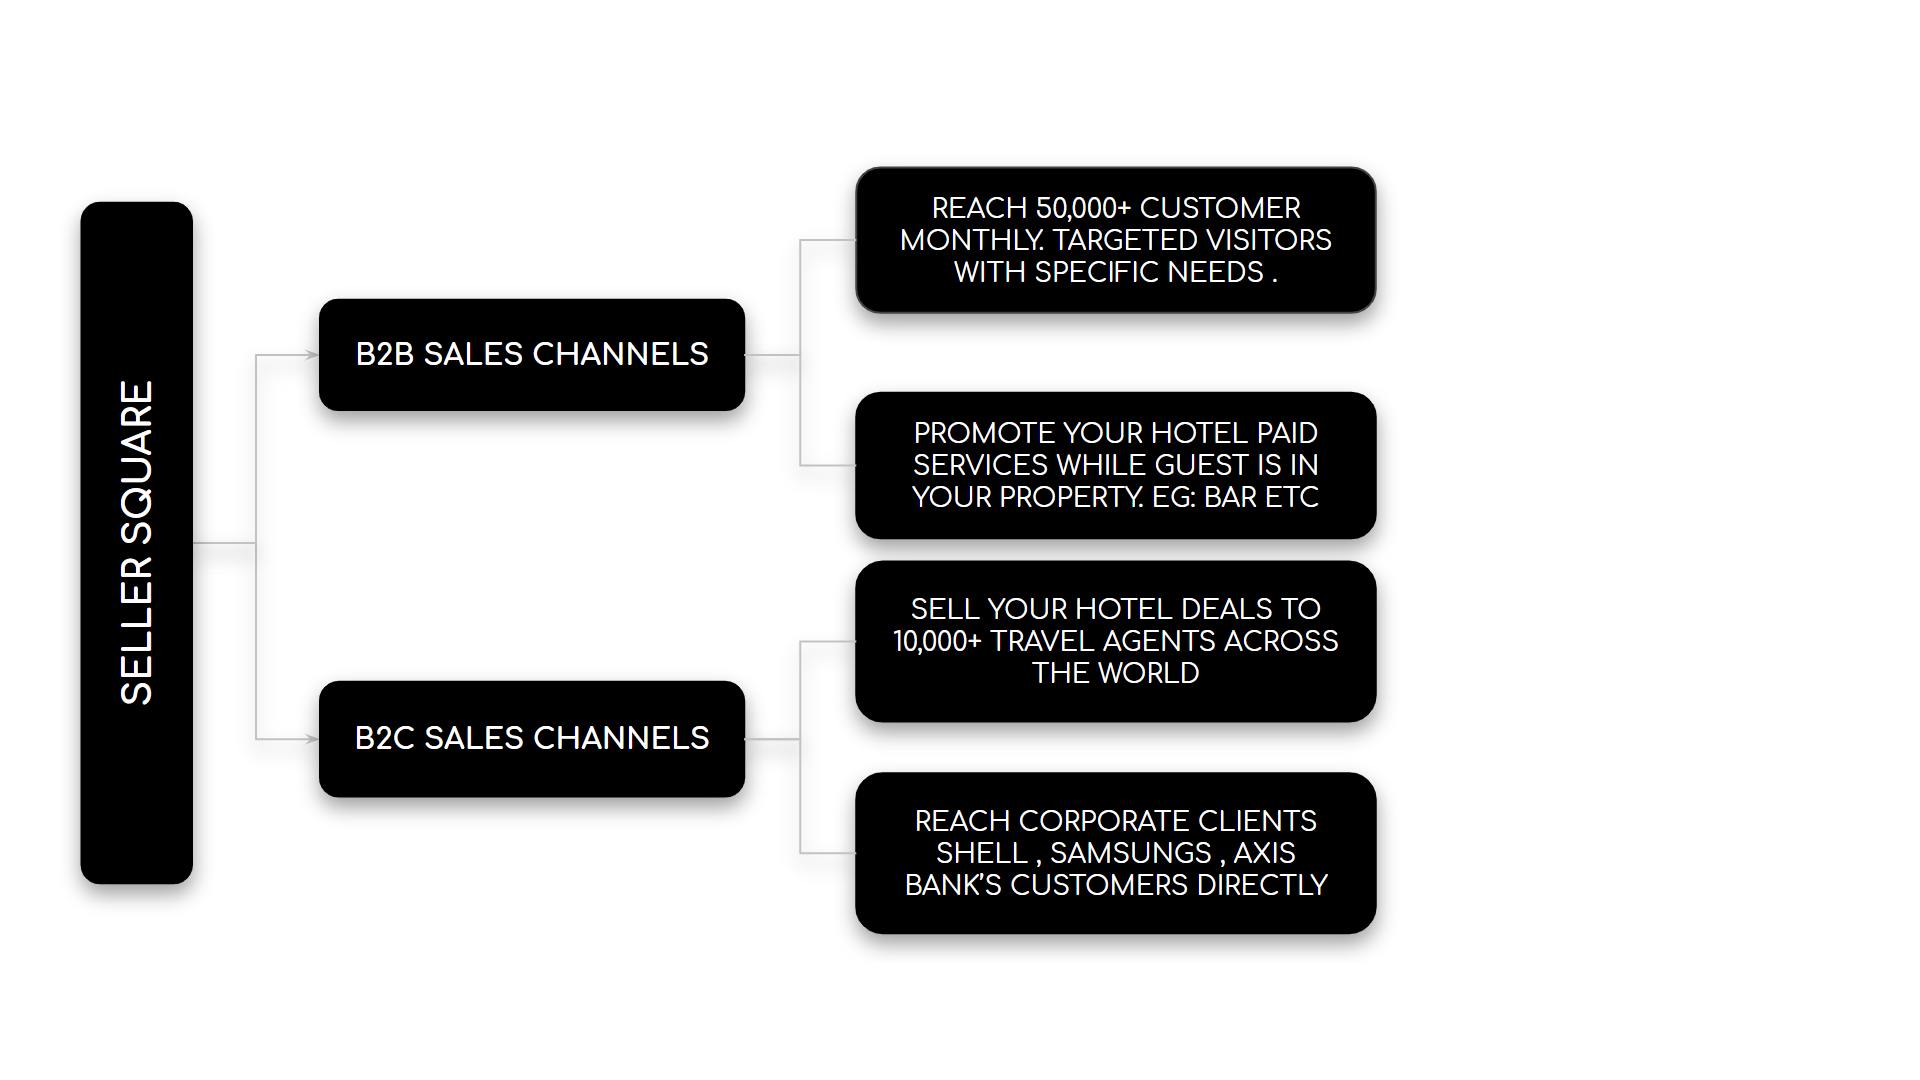 SELLER SQUARE
B2B SALES CHANNELS
REACH 50,000+ CUSTOMER
MONTHLY. TARGETED VISITORS
WITH SPECIFIC NEEDS .
PROMOTE YOUR HOTEL PAID
SERVICES WHILE GUEST IS IN
YOUR PROPERTY. EG: BAR ETC
B2C SALES CHANNELS
SELL YOUR HOTEL DEALS TO
10,000+ TRAVEL AGENTS ACROSS
THE WORLD
REACH CORPORATE CLIENTS
SHELL , SAMSUNGS , AXIS
BANK’S CUSTOMERS DIRECTLY